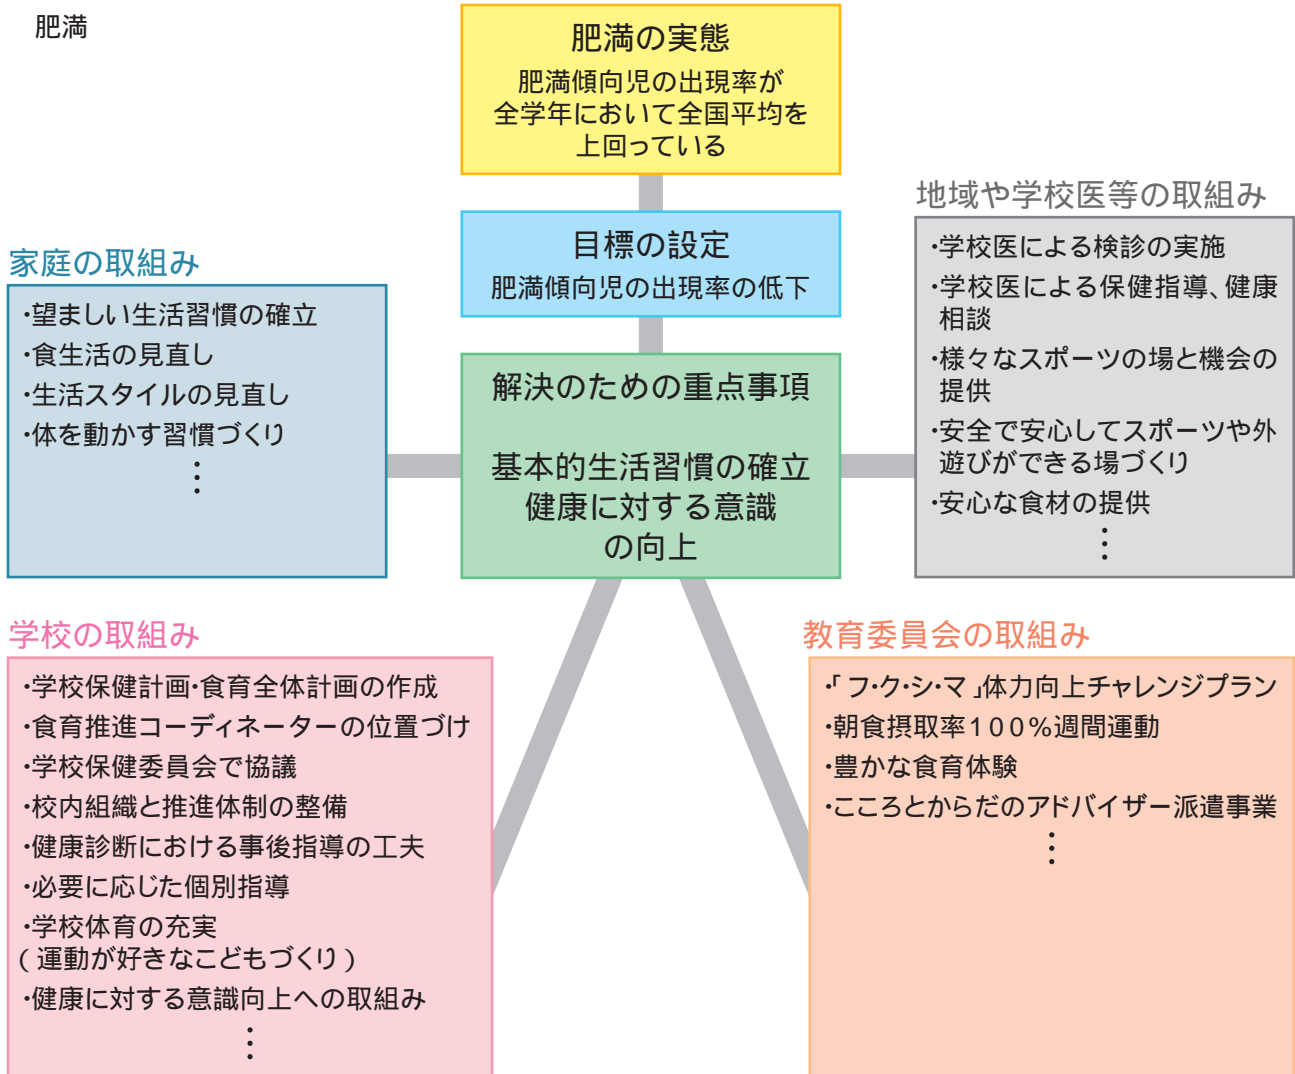 肥満
肥満の実態
肥満傾向児の出現率が
全学年において全国平均を
上回っている
目標の設定
肥満傾向児の出現率の低下
解決のための重点事項
基本的生活習慣の確立
健康に対する意識
の向上
家庭の取組み
・望ましい生活習慣の確立
・食生活の見直し
・生活スタイルの見直し
・体を動かす習慣づくり
⋮
地域や学校医等の取組み
・学校医による検診の実施
・学校医による保健指導、健康
相談
・様々なスポーツの場と機会の
提供
・安全で安心してスポーツや外
遊びができる場づくり
・安心な食材の提供
⋮
学校の取組み
・学校保健計画・食育全体計画の作成
・食育推進コーディネーターの位置づけ
・学校保健委員会で協議
・校内組織と推進体制の整備
・健康診断における事後指導の工夫
・必要に応じた個別指導
・学校体育の充実
(運動が好きなこどもづくり)
・健康に対する意識向上への取組み
⋮
教育委員会の取組み
・「フ・ク・シ・マ」体力向上チャレンジプラン
・朝食摂取率100%週間運動
・豊かな食育体験
・こころとからだのアドバイザー派遣事業
⋮